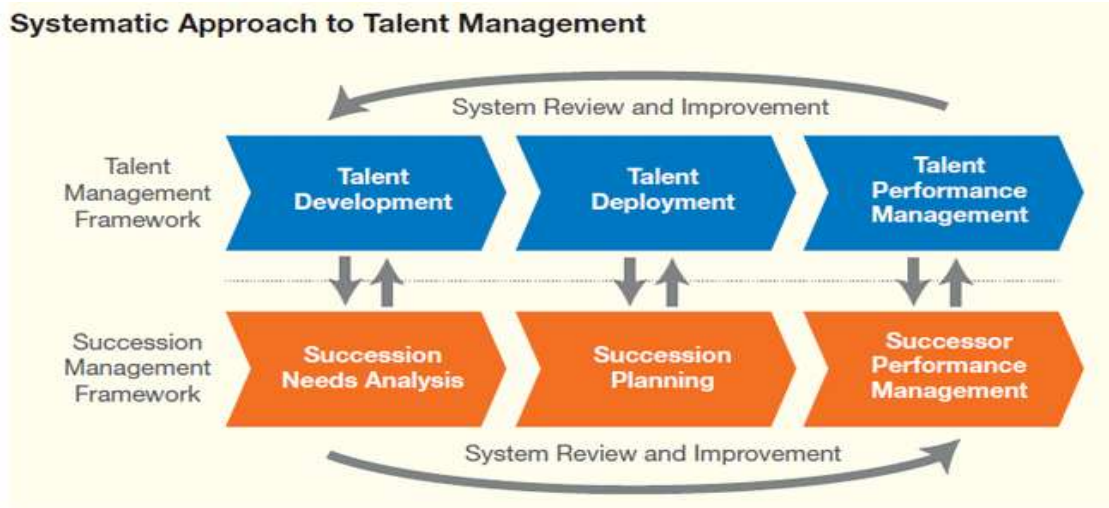 Systematic Approach to Talent Management
System Review and Improvement
Talent
Management
Framework
Talent
Development
Talent
Deployment
Talent
Performance
Management
Succession
Management
Framework
Succession
Needs Analysis
Succession
Planning
Successor
Performance
Management
System Review and Improvement